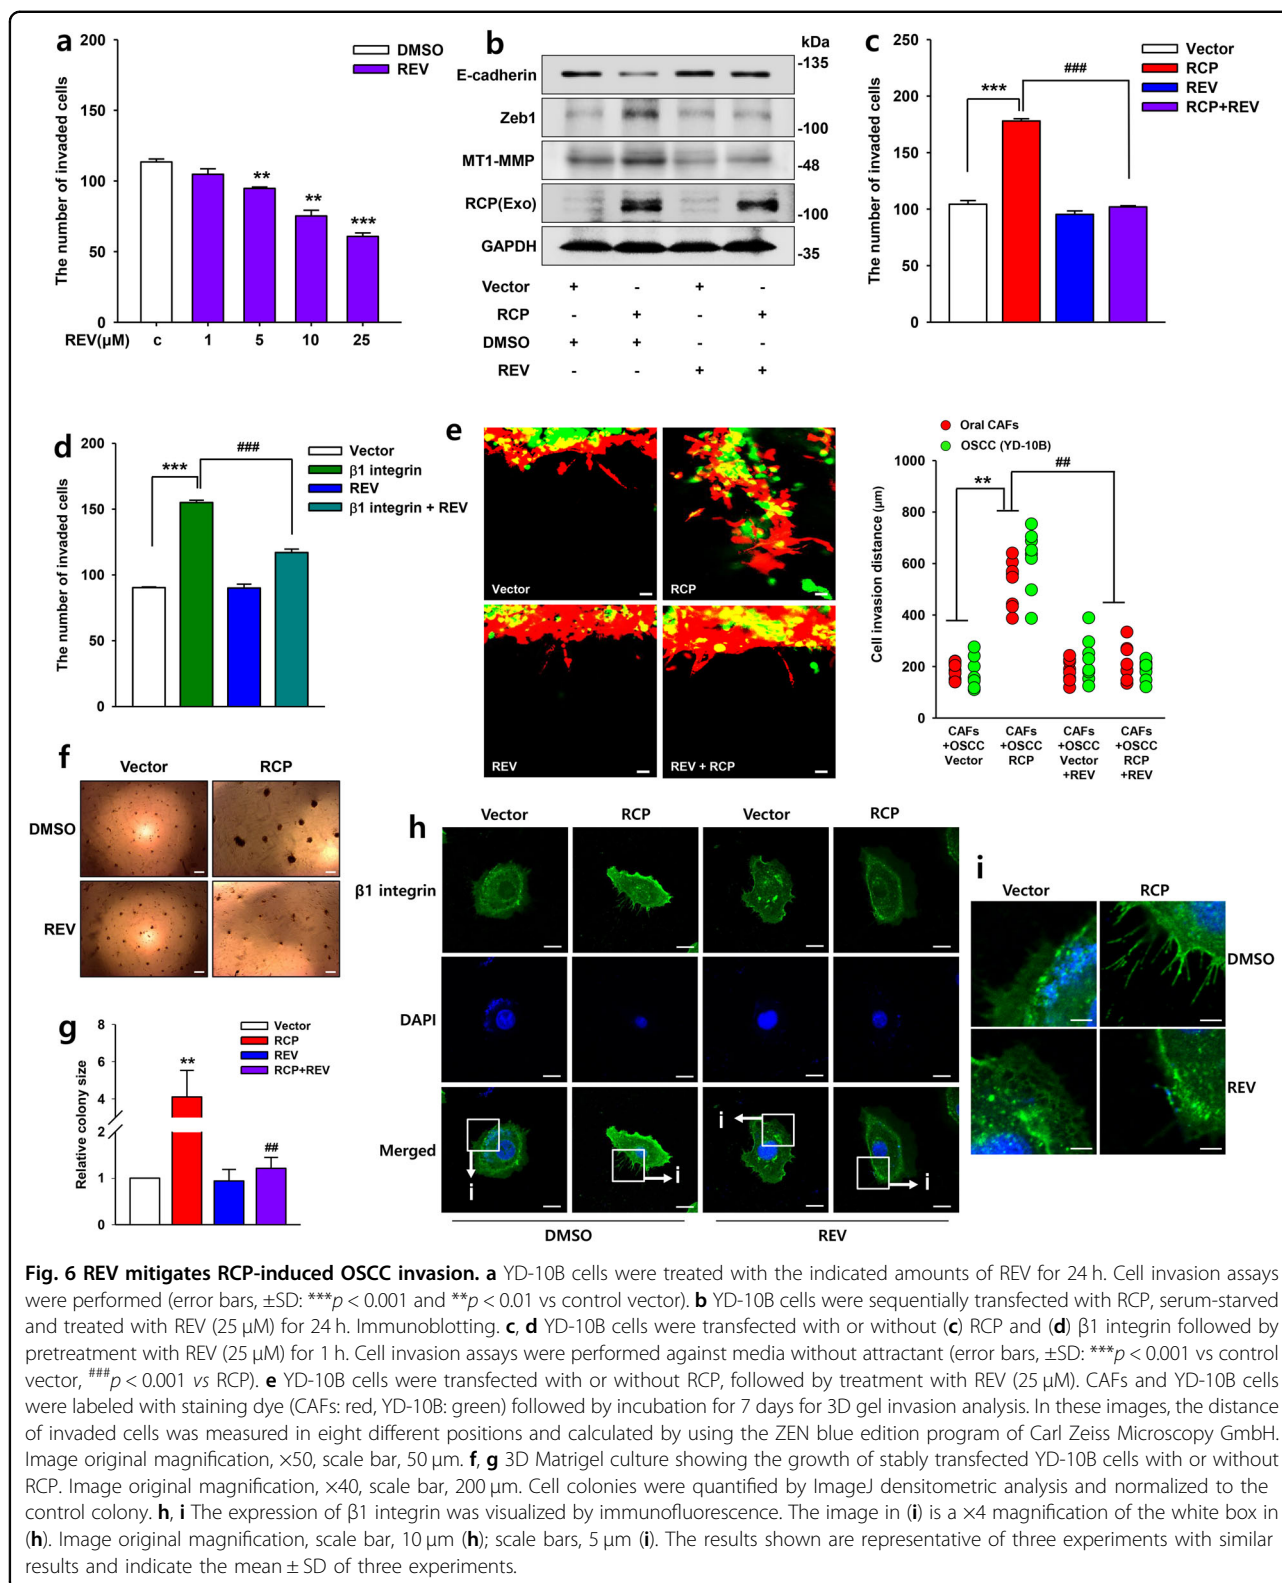 a
200
150
100
50
0
The number of invaded cells
DMSO
REV
**
**
***
REV(μM) c 1 5 10 25
b
kDa
E-cadherin -135
Zeb1 -100
MT1-MMP -48
RCP(Exo) -100
GAPDH -35
Vector + - + -
RCP - + - +
DMSO + + - -
REV - - + +
c
250
200
150
100
50
0
The number of invaded cells
Vector
RCP
REV
RCP+REV
***
###
d
200
150
100
50
0
The number of invaded cells
Vector
β1 integrin
REV
β1 integrin + REV
***
###
e
Vector
RCP
REV
REV + RCP
Oral CAFs
OSCC (YD-10B)
1000
800
600
400
200
0
Cell invasion distance (μm)
**
##
CAFs CAFs CAFs CAFs
+OSCC +OSCC +OSCC +OSCC
Vector RCP Vector RCP
+REV +REV
f
Vector RCP
DMSO
REV
g
8
6
4
2
1
0
Relative colony size
Vector
RCP
REV
RCP+REV
**
##
h
Vector RCP Vector RCP
β1 integrin
DAPI
Merged
i
i
i
i
DMSO REV
i
Vector RCP
DMSO
REV
Fig. 6 REV mitigates RCP-induced OSCC invasion. a YD-10B cells were treated with the indicated amounts of REV for 24 h. Cell invasion assays
were performed (error bars, ±SD: ***p < 0.001 and **p < 0.01 vs control vector). b YD-10B cells were sequentially transfected with RCP, serum-starved
and treated with REV (25 μM) for 24 h. Immunoblotting. c, d YD-10B cells were transfected with or without (c) RCP and (d) β1 integrin followed by
pretreatment with REV (25 μM) for 1 h. Cell invasion assays were performed against media without attractant (error bars, ±SD: ***p < 0.001 vs control
vector, ###p < 0.001 vs RCP). e YD-10B cells were transfected with or without RCP, followed by treatment with REV (25 μM). CAFs and YD-10B cells
were labeled with staining dye (CAFs: red, YD-10B: green) followed by incubation for 7 days for 3D gel invasion analysis. In these images, the distance
of invaded cells was measured in eight different positions and calculated by using the ZEN blue edition program of Carl Zeiss Microscopy GmbH.
Image original magnification, ×50, scale bar, 50 μm. f, g 3D Matrigel culture showing the growth of stably transfected YD-10B cells with or without
RCP. Image original magnification, ×40, scale bar, 200 μm. Cell colonies were quantified by ImageJ densitometric analysis and normalized to the
control colony. h, i The expression of β1 integrin was visualized by immunofluorescence. The image in (i) is a ×4 magnification of the white box in
(h). Image original magnification, scale bar, 10 μm (h); scale bars, 5 μm (i). The results shown are representative of three experiments with similar
results and indicate the mean ± SD of three experiments.